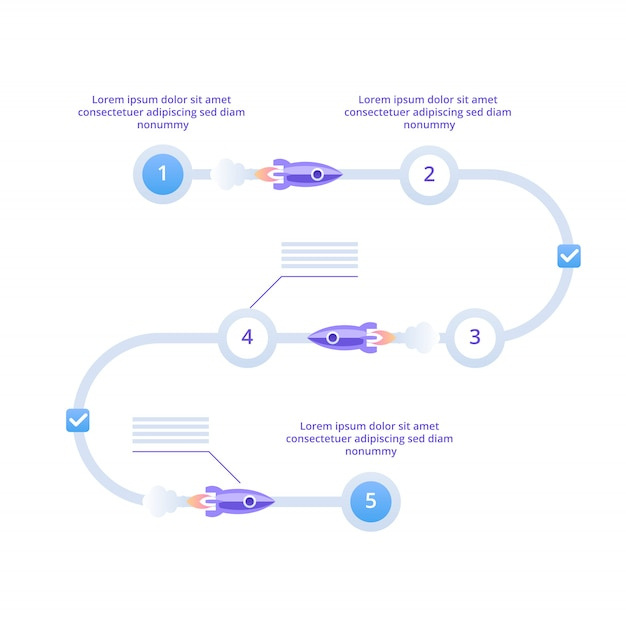 Lorem ipsum dolor sit amet
consectetuer adipiscing sed diam
nonummy
Lorem ipsum dolor sit amet
consectetuer adipiscing sed diam
nonummy
1
2
4
3
Lorem ipsum dolor sit amet
consectetuer adipiscing sed diam
nonummy
5